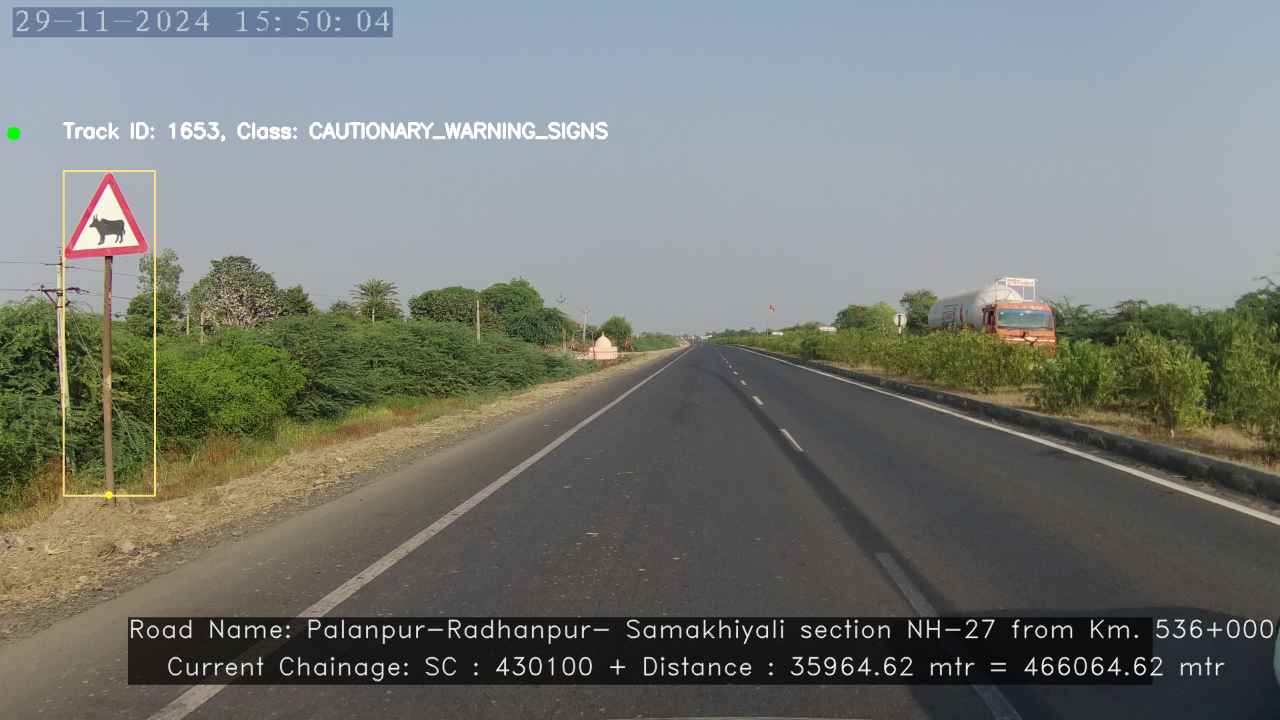 29-11-2024 15:50:04
Track ID: 1653, Class: CAUTIONARY_WARNING_SIGNS
Road Name: Palanpur-Radhanpur- Samakhiyali section NH-27 from Km. 536+000
Current Chainage: SC : 430100 + Distance : 35964.62 mtr = 466064.62 mtr